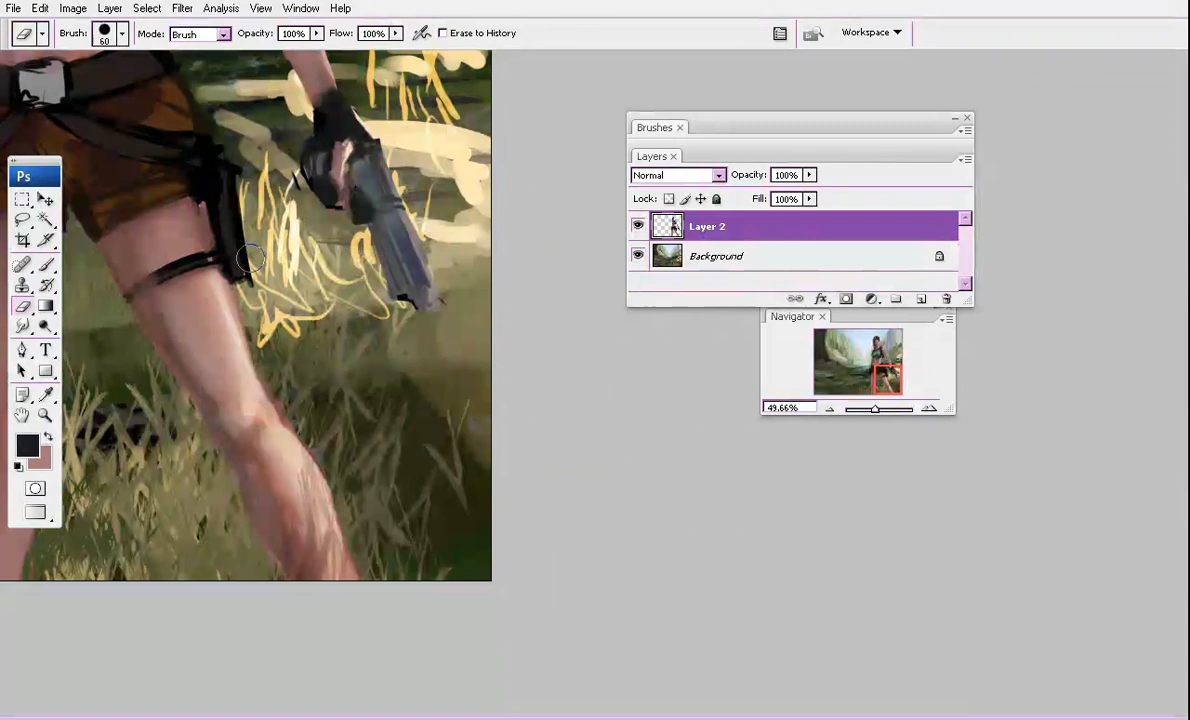 File Edit Image Layer Select Filter Analysis View Window Help
Brush: 60 Mode: Brush Opacity: 100% Flow: 100% Erase to History Workspace
Brushes
Layers
Normal Opacity: 100%
Lock: Fill: 100%
Layer 2
Background
Navigator
49.66%
Ps
T